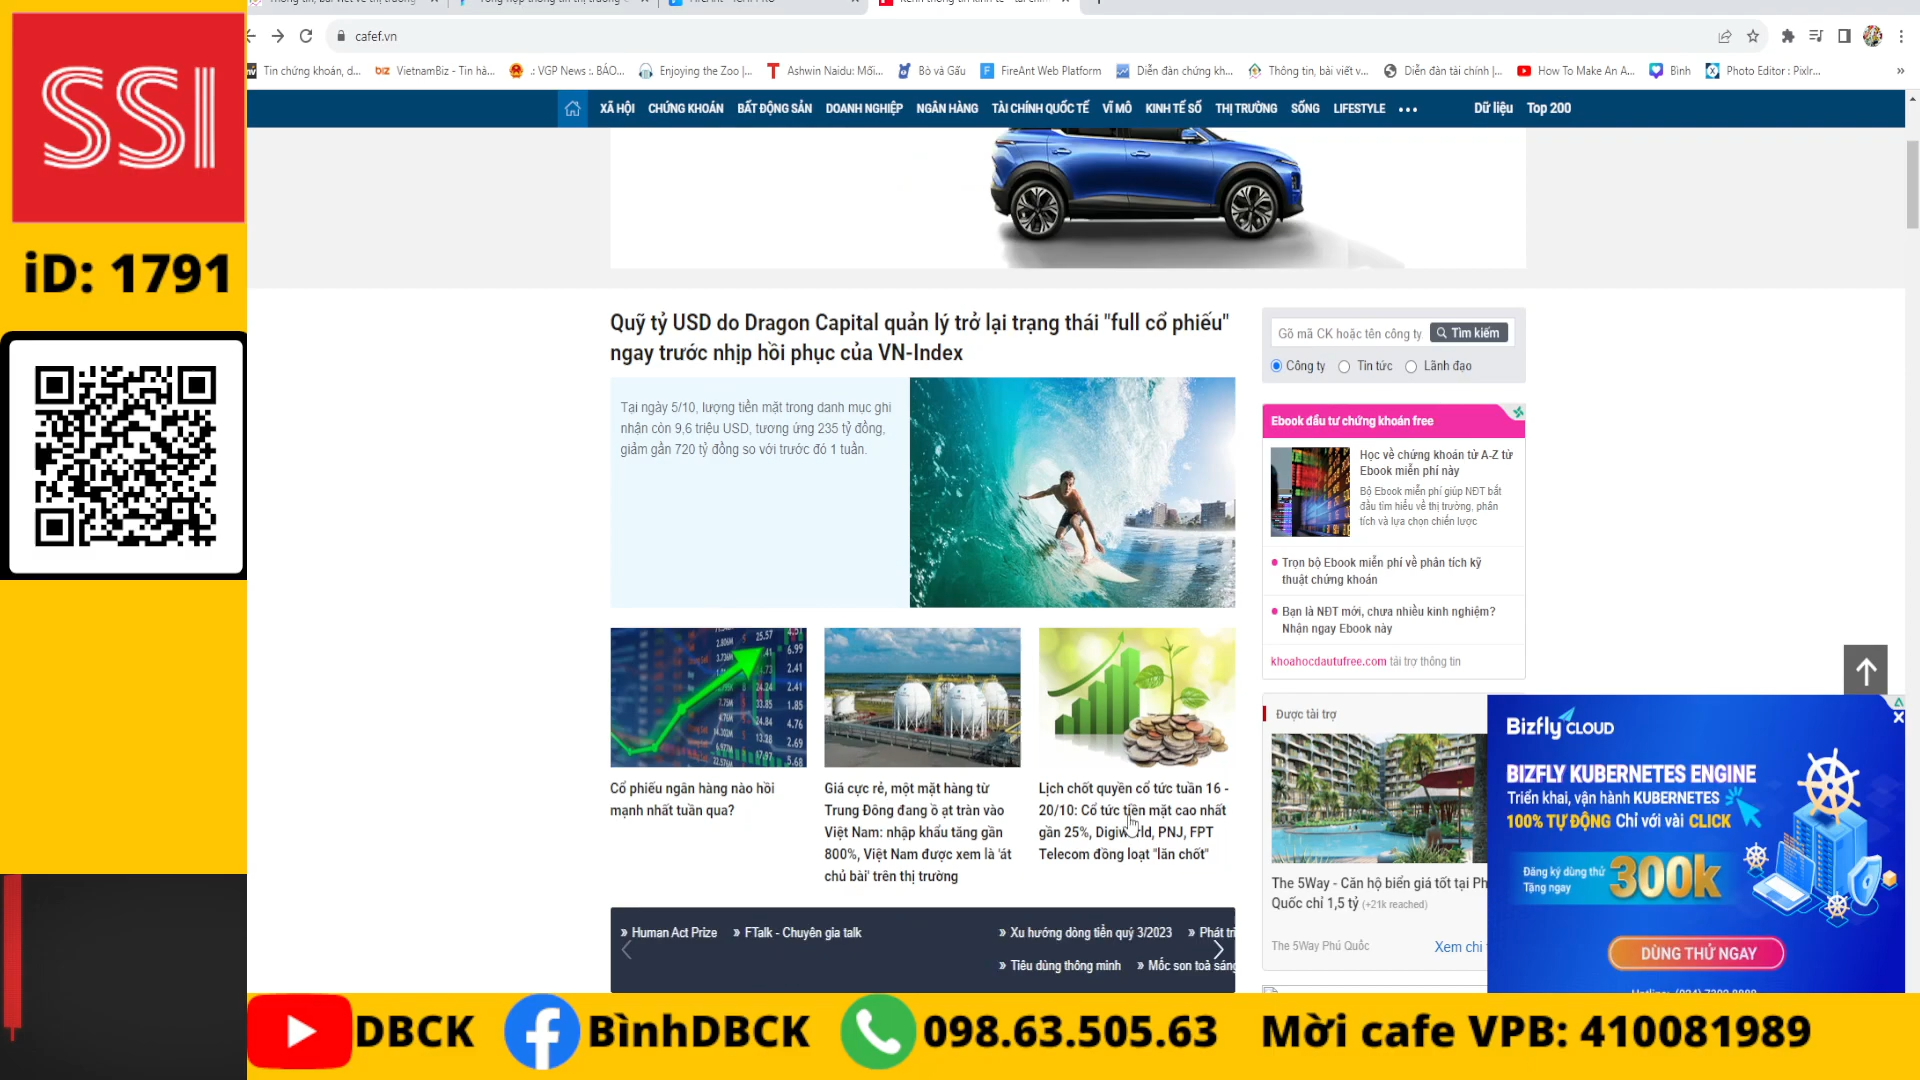 SSI
iD: 1791
cafef.vn
Tin chứng khoán, d...
VietnamBiz - Tin hà...
.: VGP News :. BÁO...
Enjoying the Zoo |...
Ashwin Naidu: Mối...
Bò và Gấu
FireAnt Web Platform
Diễn đàn chứng kh...
Thông tin, bài viết v...
Diễn đàn tài chính |...
How To Make An A...
Bình
Photo Editor : Pixlr...
XÃ HỘI
CHỨNG KHOÁN
BẤT ĐỘNG SẢN
DOANH NGHIỆP
NGÂN HÀNG
TÀI CHÍNH QUỐC TẾ
VĨ MÔ
KINH TẾ SỐ
THỊ TRƯỜNG
SỐNG
LIFESTYLE
Dữ liệu
Top 200
Quỹ tỷ USD do Dragon Capital quản lý trở lại trạng thái "full cổ phiếu"
ngay trước nhịp hồi phục của VN-Index
Tại ngày 5/10, lượng tiền mặt trong danh mục ghi
nhận còn 9,6 triệu USD, tương ứng 235 tỷ đồng,
giảm gần 720 tỷ đồng so với trước đó 1 tuần.
Cổ phiếu ngân hàng nào hồi
mạnh nhất tuần qua?
Giá cực rẻ, một mặt hàng từ
Trung Đông đang ồ ạt tràn vào
Việt Nam: nhập khẩu tăng gần
800%, Việt Nam được xem là 'át
chủ bài' trên thị trường
Lịch chốt quyền cổ tức tuần 16 -
20/10: Cổ tức tiền mặt cao nhất
gần 25%, Digiworld, PNJ, FPT
Telecom đồng loạt "lăn chốt"
» Human Act Prize
» FTalk - Chuyên gia talk
» Xu hướng dòng tiền quý 3/2023
» Phát tri
» Tiêu dùng thông minh
» Mốc son toả sáng
Gõ mã CK hoặc tên công ty
Tìm kiếm
Công ty
Tin tức
Lãnh đạo
Ebook đầu tư chứng khoán free
Học về chứng khoán từ A-Z từ
Ebook miễn phí này
Bộ Ebook miễn phí giúp NĐT bắt
đầu tìm hiểu về thị trường, phân
tích và lựa chọn chiến lược
Trọn bộ Ebook miễn phí về phân tích kỹ
thuật chứng khoán
Bạn là NĐT mới, chưa nhiều kinh nghiệm?
Nhận ngay Ebook này
khoahocdautufree.com tài trợ thông tin
Được tài trợ
The 5Way - Căn hộ biển giá tốt tại Ph
Quốc chỉ 1,5 tỷ (+21k reached)
The 5Way Phú Quốc
Xem chi
Bizfly CLOUD
BIZFLY KUBERNETES ENGINE
Triển khai, vận hành KUBERNETES
100% TỰ ĐỘNG Chỉ với vài CLICK
Đăng ký dùng thử
Tặng ngay
300k
DÙNG THỬ NGAY
DBCK
BìnhDBCK
098.63.505.63
Mời cafe VPB: 410081989